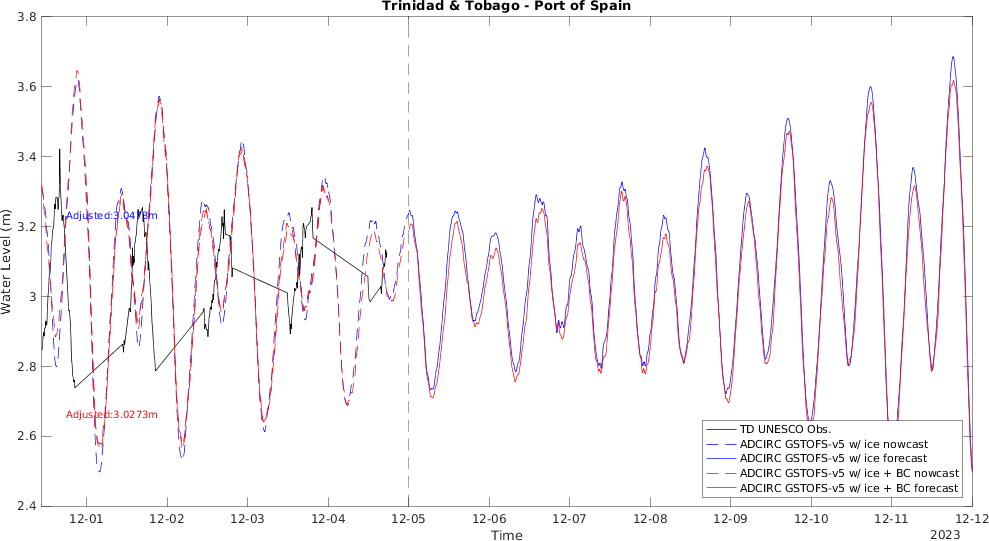 Trinidad & Tobago - Port of Spain
3.8
3.6
3.4
3.2
3
2.8
2.6
2.4
Water Level (m)
Adjusted:3.0473m
Adjusted:3.0273m
TD UNESCO Obs.
ADCIRC GSTOFS-v5 w/ ice nowcast
ADCIRC GSTOFS-v5 w/ ice forecast
ADCIRC GSTOFS-v5 w/ ice + BC nowcast
ADCIRC GSTOFS-v5 w/ ice + BC forecast
12-01 12-02 12-03 12-04 12-05 12-06 12-07 12-08 12-09 12-10 12-11 12-12
Time
2023